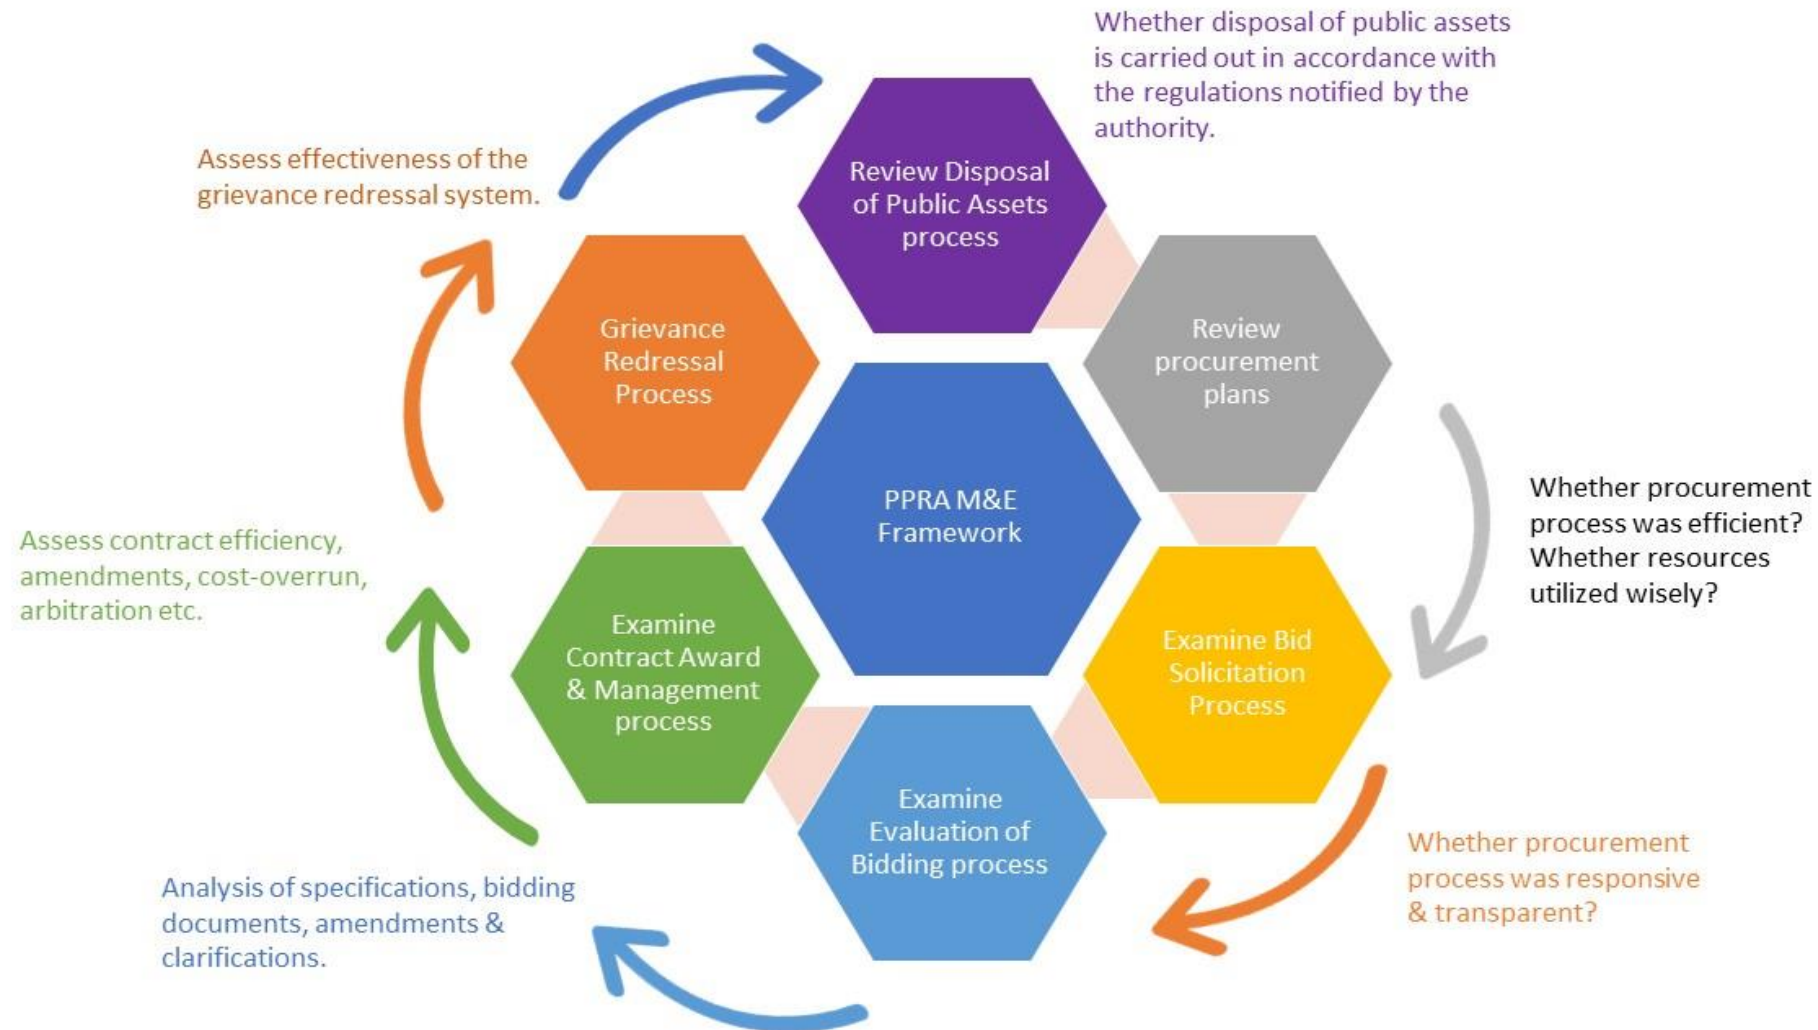 Whether disposal of public assets
is carried out in accordance with
the regulations notified by the
authority.
Assess effectiveness of the
grievance redressal system.
Review Disposal
of Public Assets
process
Grievance
Redressal
Process
Review
procurement
plans
PPRA M&E
Framework
Whether procurement
process was efficient?
Whether resources
utilized wisely?
Assess contract efficiency,
amendments, cost-overrun,
arbitration etc.
Examine
Contract Award
& Management
process
Examine Bid
Solicitation
Process
Examine
Evaluation of
Bidding process
Whether procurement
process was responsive
& transparent?
Analysis of specifications, bidding
documents, amendments &
clarifications.